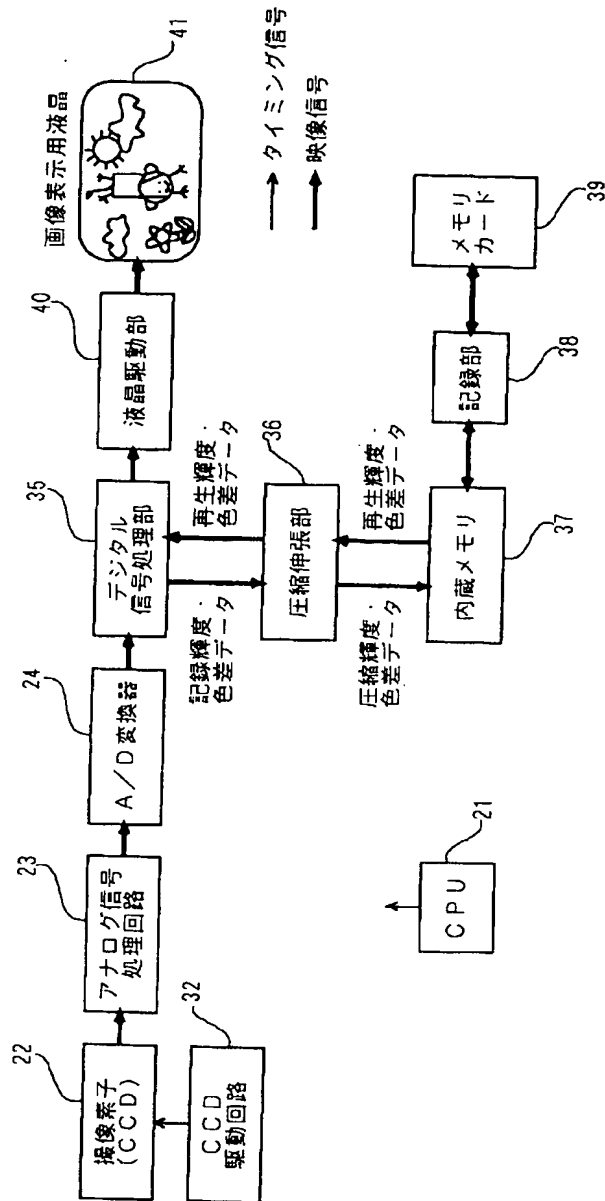 22
撮像素子
(CCD)
32
CCD
駆動回路
23
アナログ信号
処理回路
24
A/D変換器
35
デジタル
信号処理部
40
液晶駆動部
画像表示用液晶
41
記録輝度・
色差データ
再生輝度・
色差データ
36
圧縮伸張部
圧縮輝度・
色差データ
再生輝度・
色差データ
内蔵メモリ
37
記録部
38
メモリ
カード
39
21
CPU
タイミング信号
映像信号